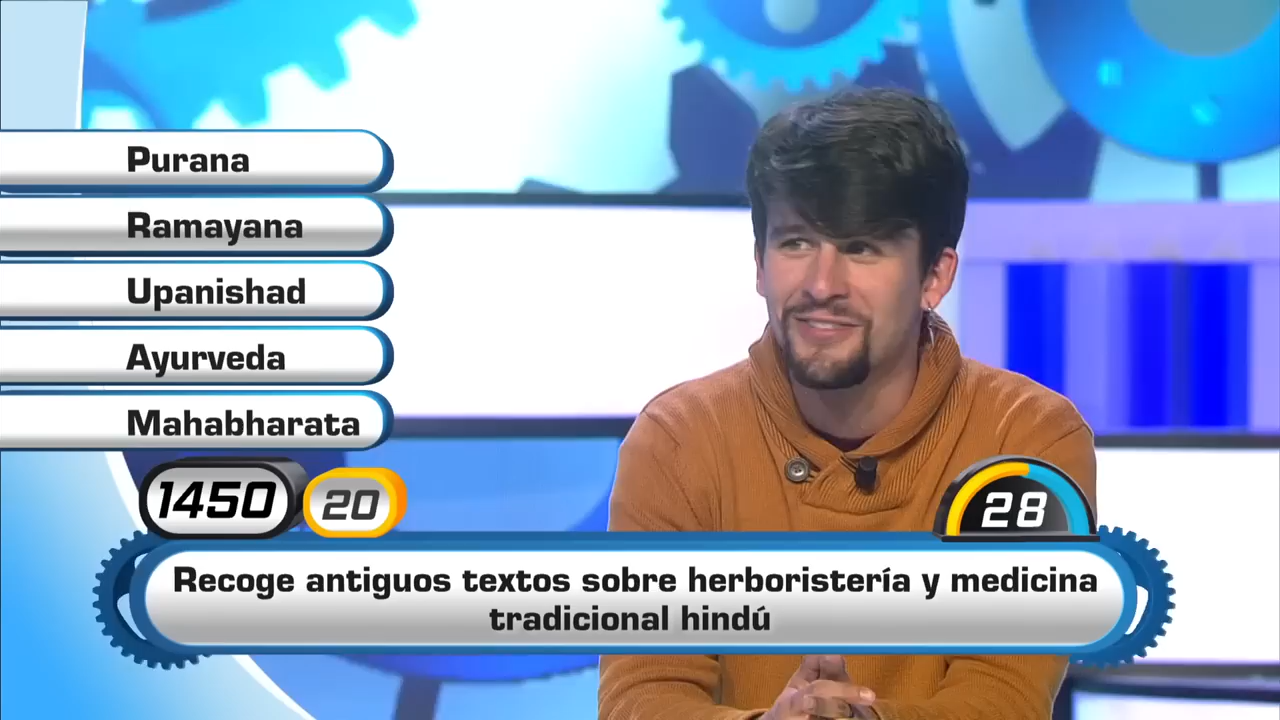 Purana
Ramayana
Upanishad
Ayurveda
Mahabharata
1450
20
28
Recoge antiguos textos sobre herboristería y medicina
tradicional hindú